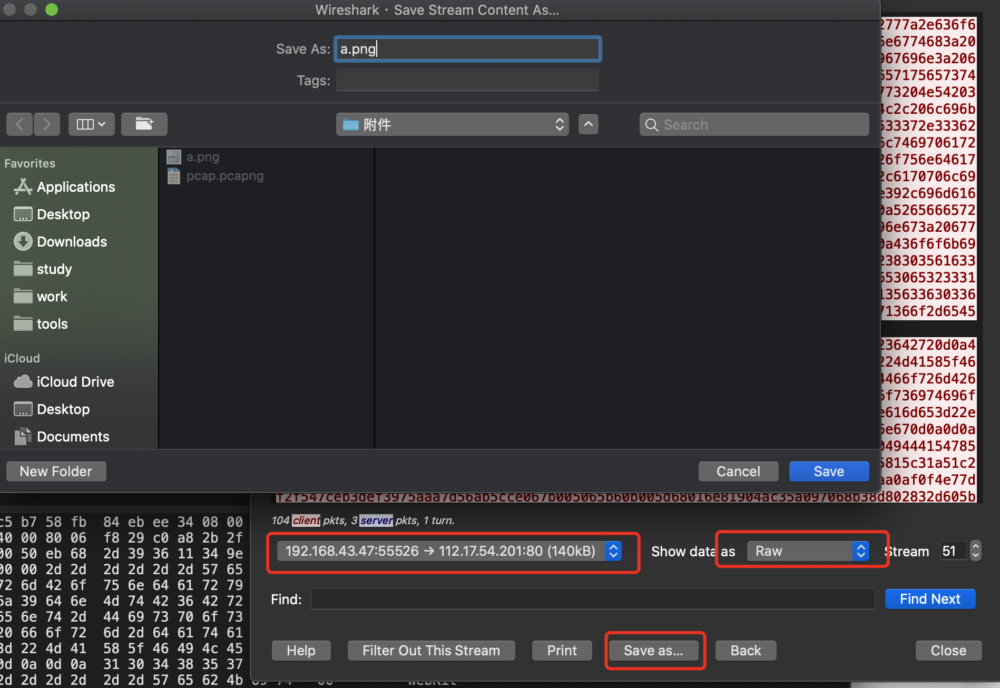 Wireshark · Save Stream Content As...
Save As: a.png
Tags:
附件
Search
Favorites
Applications
Desktop
Downloads
study
work
tools
iCloud
iCloud Drive
Desktop
Documents
a.png
pcap.pcapng
New Folder
Cancel
Save
2777a2e636f6
6e6774683a20
967696e3a206
657175657374
773204e54203
4c2c206c696b
533372e33362
6c7469706172
26f756e64617
2c6170706c69
e392c696d616
0a5265666572
96e673a20677
0a436f6f6b69
238303561633
653065323331
135633630336
71366f2d6545
23642720d0a4
224d41585f46
4466f726d426
6f736974696f
e616d653d22e
6e670d0a0d0a
049444154785
5815c31a51c2
aa0af0f4e77d
f2f547ceb3def3975aaa7d56ab5cce067b005065b60b005d68016e81904ac35a097068b38d802832d605b
104 client pkts, 3 server pkts, 1 turn.
192.168.43.47:55526 → 112.17.54.201:80 (140kB)
Show data as
Raw
Stream
51
Find:
Find Next
Help
Filter Out This Stream
Print
Save as...
Back
Close
c5 b7 58 fb 84 eb ee 34 08 00
40 00 80 06 f8 29 c0 a8 2b 2f
00 50 eb 68 2d 39 36 11 34 9e
00 00 2d 2d 2d 2d 2d 2d 57 65
72 6d 42 6f 75 6e 64 61 72 79
6a 39 64 6e 4d 74 42 36 42 72
65 6e 74 2d 44 69 73 70 6f 73
20 66 6f 72 6d 2d 64 61 74 61
3d 22 4d 41 58 5f 46 49 4c 45
0d 0a 0d 0a 31 30 34 38 35 37
2d 2d 2d 2d 2d 2d 57 65 62 4b